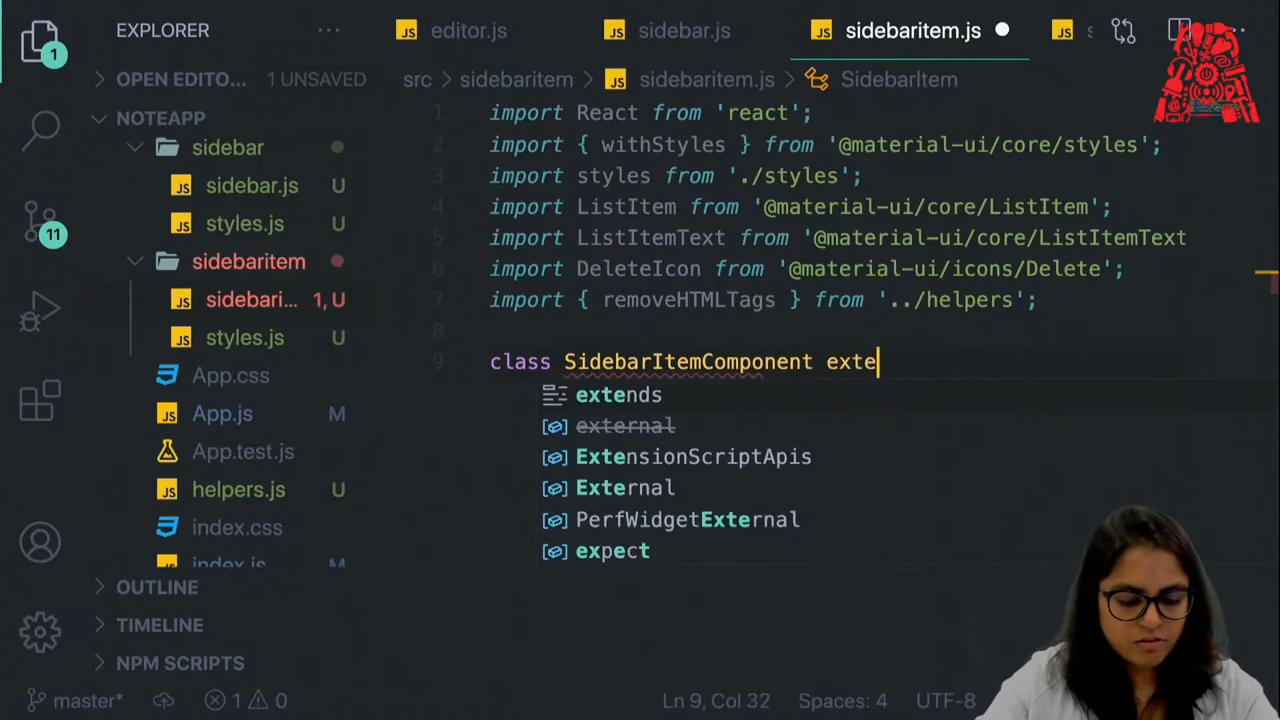 EXPLORER
editor.js
sidebar.js
sidebaritem.js
OPEN EDITO... 1 UNSAVED
src > sidebaritem > sidebaritem.js > SidebarItem
NOTEAPP
sidebar
sidebar.js U
styles.js U
sidebaritem
sidebari... 1, U
styles.js U
App.css
App.js M
App.test.js
helpers.js U
index.css
index.js M
OUTLINE
TIMELINE
NPM SCRIPTS
1
11
1 import React from 'react';
2 import { withStyles } from '@material-ui/core/styles';
3 import styles from './styles';
4 import ListItem from '@material-ui/core/ListItem';
5 import ListItemText from '@material-ui/core/ListItemText
6 import DeleteIcon from '@material-ui/icons/Delete';
7 import { removeHTMLTags } from '../helpers';
8
9 class SidebarItemComponent exte
extends
external
ExtensionScriptApis
External
PerfWidgetExternal
expect
master* 1 0 Ln 9, Col 32 Spaces: 4 UTF-8